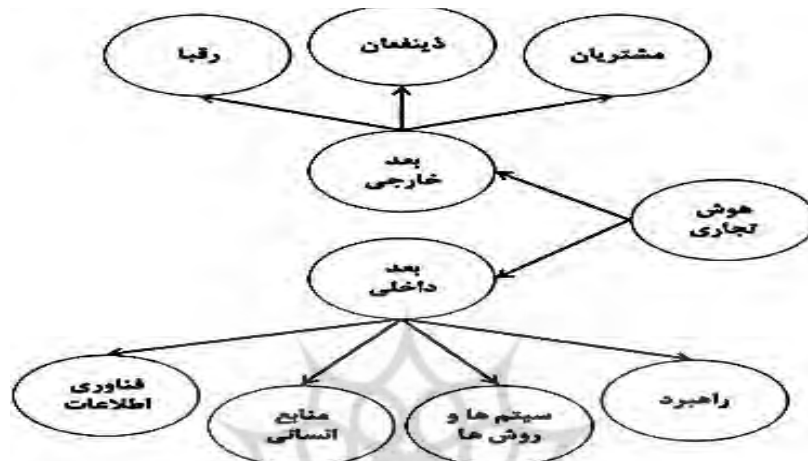 مشتریان
ذینفعان
رقبا
بعد
خارجی
هوش
تجاری
بعد
داخلی
راهبرد
سیتم ها و
روش ها
منابع
انسانی
فناوری
اطلاعات